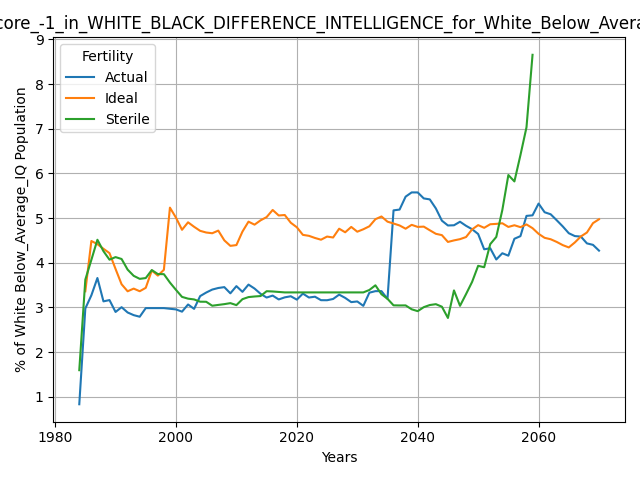 core_-1_in_WHITE_BLACK_DIFFERENCE_INTELLIGENCE_for_White_Below_Avera
Fertility
Actual
Ideal
Sterile
% of White Below_Average_IQ Population
9
8
7
6
5
4
3
2
1
1980
2000
2020
2040
2060
Years